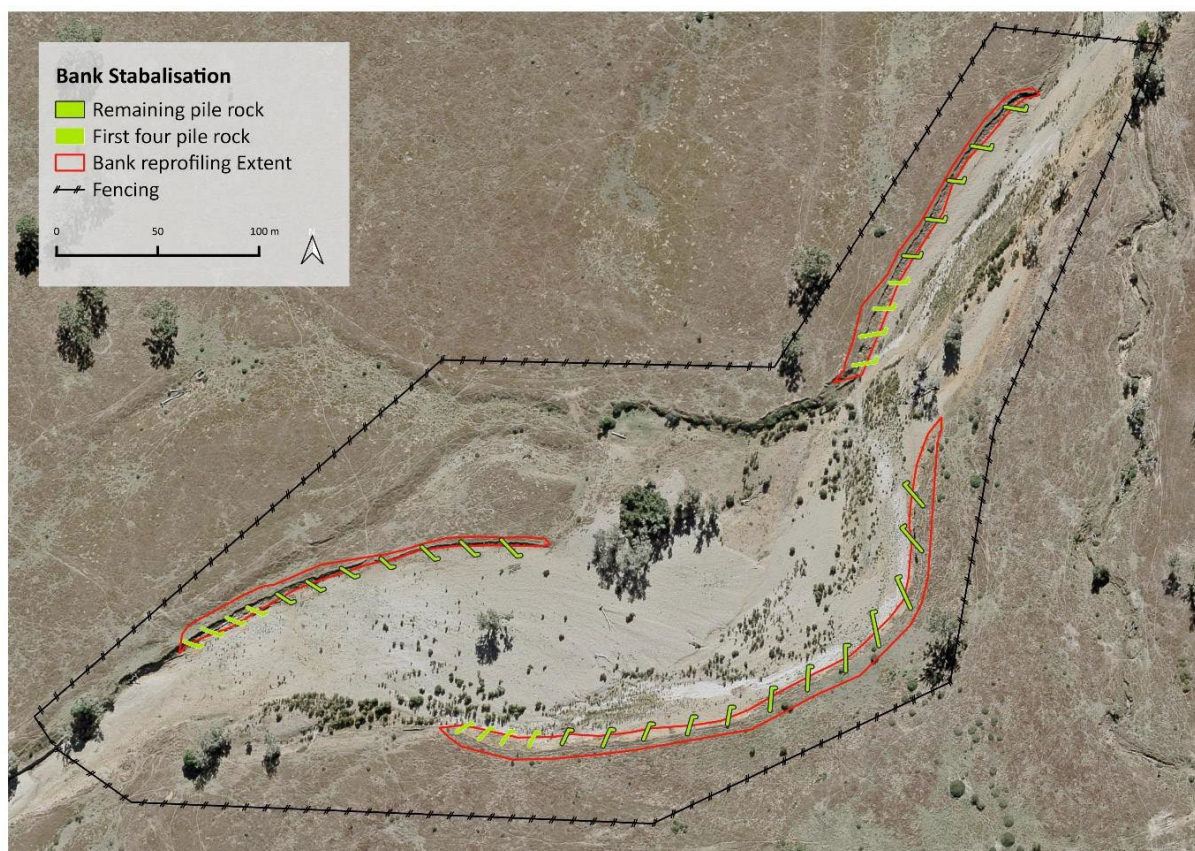 Bank Stabalisation
Remaining pile rock
First four pile rock
Bank reprofiling Extent
Fencing
0 50 100 m